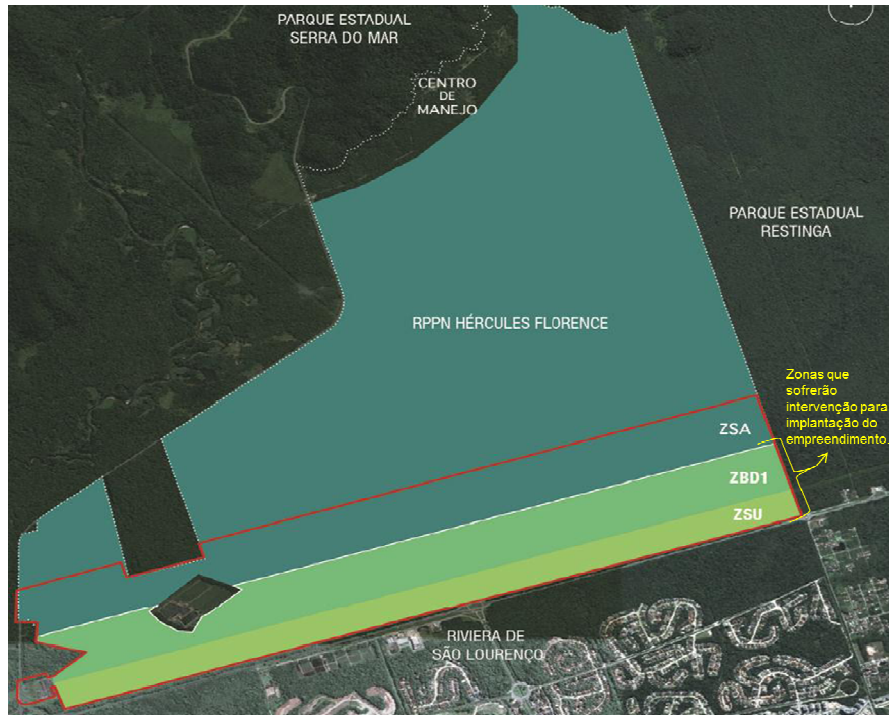 PARQUE ESTADUAL
SERRA DO MAR
CENTRO
DE
MANEJO
PARQUE ESTADUAL
RESTINGA
RPPN HÉRCULES FLORENCE
Zonas que
sofrerão
intervenção para
implantação do
empreendimento.
ZSA
ZBD1
ZSU
RIVIERA DE
SÃO LOURENÇO